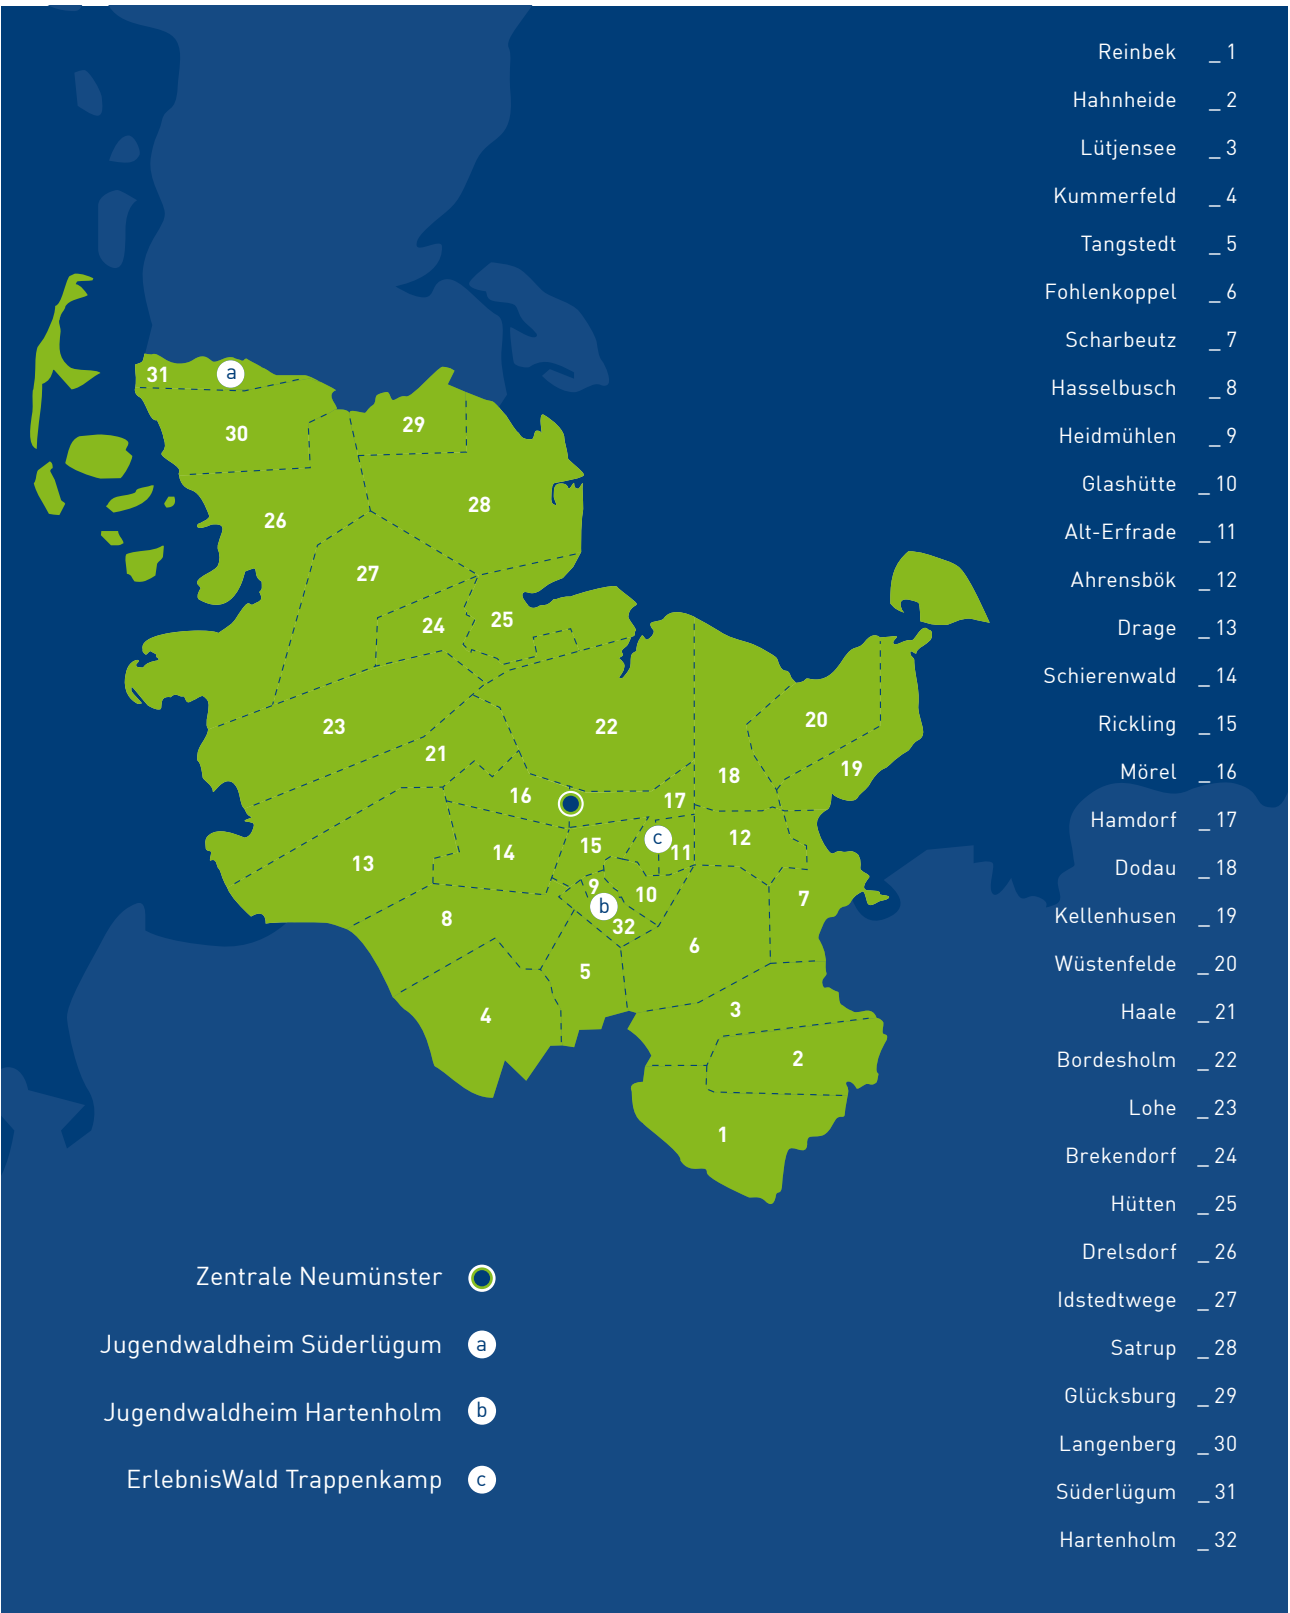 Reinbek _ 1
Hahnheide _ 2
Lütjensee _ 3
Kummerfeld _ 4
Tangstedt _ 5
Fohlenkoppel _ 6
Scharbeutz _ 7
Hasselbusch _ 8
Heidmühlen _ 9
Glashütte _ 10
Alt-Erfrade _ 11
Ahrensbök _ 12
Drage _ 13
Schierenwald _ 14
Rickling _ 15
Mörel _ 16
Hamdorf _ 17
Dodau _ 18
Kellenhusen _ 19
Wüstenfelde _ 20
Haale _ 21
Bordesholm _ 22
Lohe _ 23
Brekendorf _ 24
Hütten _ 25
Drelsdorf _ 26
Idstedtwege _ 27
Satrup _ 28
Glücksburg _ 29
Langenberg _ 30
Süderlügum _ 31
Hartenholm _ 32
31 a
29
30
28
26
27
25
24
20
23
22
21
19
18
16
17
12
c
15
11
14
13
9
10
7
b
8
32
6
5
3
4
2
1
Zentrale Neumünster
Jugendwaldheim Süderlügum a
Jugendwaldheim Hartenholm b
ErlebnisWald Trappenkamp c